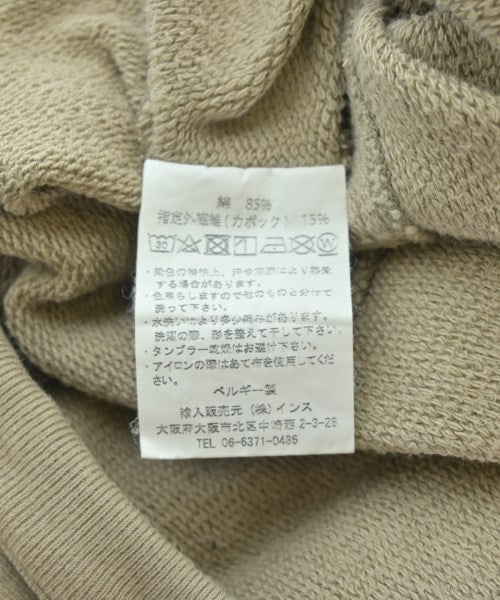 綿 85%
指定外繊維(カポック) 15%
30 W
・染色の特性上、汗や摩擦により移染
する場合があります。
・色落ちしますので他のものと分けて
洗って下さい。
・水洗いにより多少縮みが生じます。
洗濯の際、形を整えて干して下さい。
・タンブラー乾燥はお避け下さい。
・アイロンの際はあて布を使用してくだ
さい。
ベルギー製
輸入販売元 (株)インス
大阪府大阪市北区中崎西2-3-28
TEL 06-6371-0486